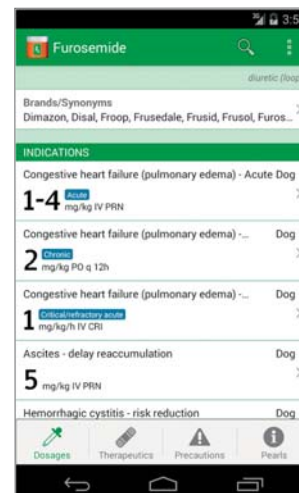 3:5
Furosemide
diuretic (loop
Brands/Synonyms
Dimazon, Disal, Froop, Frusedale, Frusid, Frusol, Furos...
INDICATIONS
Congestive heart failure (pulmonary edema) - Acute Dog
1-4 Acute
mg/kg IV PRN
Congestive heart failure (pulmonary edema) -... Dog
2 Chronic
mg/kg PO q 12h
Congestive heart failure (pulmonary edema) -... Dog
1 Critical/refractory acute
mg/kg/h IV CRI
Ascites - delay reaccumulation Dog
5 mg/kg IV PRN
Hemorrhagic cystitis - risk reduction Dog
Dosages Therapeutics Precautions Pearls